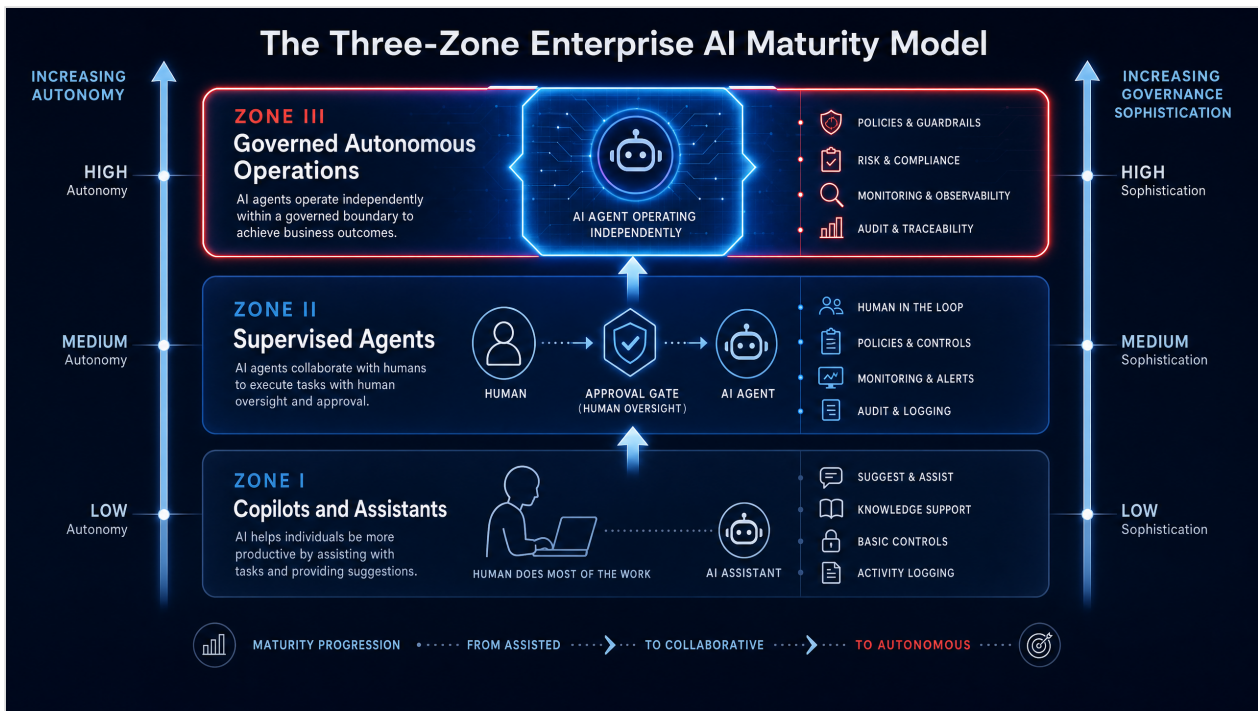 The Three-Zone Enterprise AI Maturity Model
INCREASING
AUTONOMY
INCREASING
GOVERNANCE
SOPHISTICATION
HIGH
Autonomy
ZONE III
Governed Autonomous
Operations
AI agents operate independently
within a governed boundary to
achieve business outcomes.
AI AGENT OPERATING
INDEPENDENTLY
POLICIES & GUARDRAILS
RISK & COMPLIANCE
MONITORING & OBSERVABILITY
AUDIT & TRACEABILITY
HIGH
Sophistication
MEDIUM
Autonomy
ZONE II
Supervised Agents
AI agents collaborate with humans
to execute tasks with human
oversight and approval.
HUMAN
APPROVAL GATE
(HUMAN OVERSIGHT)
AI AGENT
HUMAN IN THE LOOP
POLICIES & CONTROLS
MONITORING & ALERTS
AUDIT & LOGGING
MEDIUM
Sophistication
LOW
Autonomy
ZONE I
Copilots and Assistants
AI helps individuals be more
productive by assisting with
tasks and providing suggestions.
HUMAN DOES MOST OF THE WORK
AI ASSISTANT
SUGGEST & ASSIST
KNOWLEDGE SUPPORT
BASIC CONTROLS
ACTIVITY LOGGING
LOW
Sophistication
MATURITY PROGRESSION
FROM ASSISTED
TO COLLABORATIVE
TO AUTONOMOUS